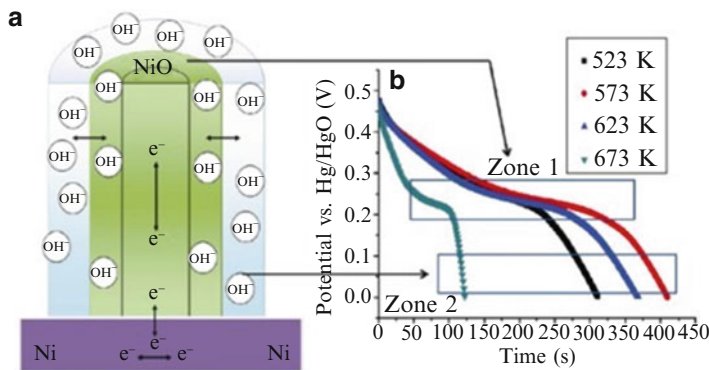 a
OH⁻ OH⁻ OH⁻ OH⁻
OH⁻ OH⁻
NiO
OH⁻ OH⁻
OH⁻ OH⁻
OH⁻ OH⁻
e⁻
OH⁻ OH⁻
OH⁻ OH⁻
e⁻
OH⁻ OH⁻
OH⁻ OH⁻
e⁻
e⁻
Ni e⁻ e⁻ Ni
b
523 K
573 K
623 K
673 K
Zone 1
Zone 2
Potential vs. Hg/HgO (V)
0.5
0.4
0.3
0.2
0.1
0.0
0 50 100 150 200 250 300 350 400 450
Time (s)